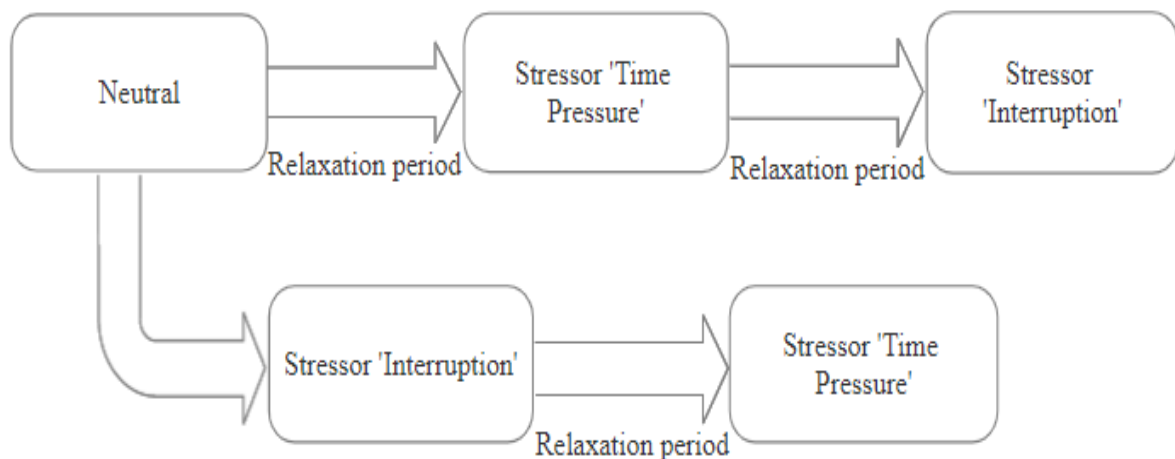 Neutral
Relaxation period
Stressor 'Time
Pressure'
Relaxation period
Stressor
'Interruption'
Stressor 'Interruption'
Relaxation period
Stressor 'Time
Pressure'